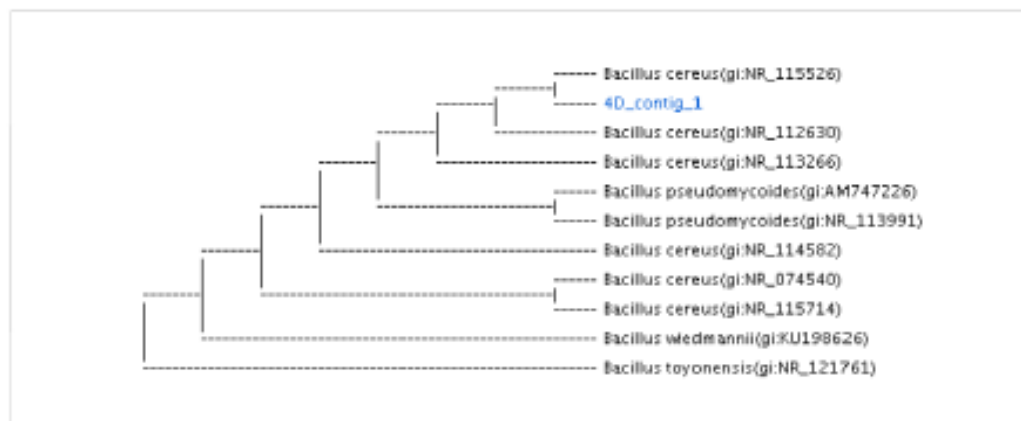 Bacillus cereus(gi:NR_115526)
4D_contig_1
Bacillus cereus(gi:NR_112630)
Bacillus cereus(gi:NR_113266)
Bacillus pseudomycoides(gi:AM747226)
Bacillus pseudomycoides(gi:NR_113991)
Bacillus cereus(gi:NR_114582)
Bacillus cereus(gi:NR_074540)
Bacillus cereus(gi:NR_115714)
Bacillus wiedmannii(gi:KU198626)
Bacillus toyonensis(gi:NR_121761)